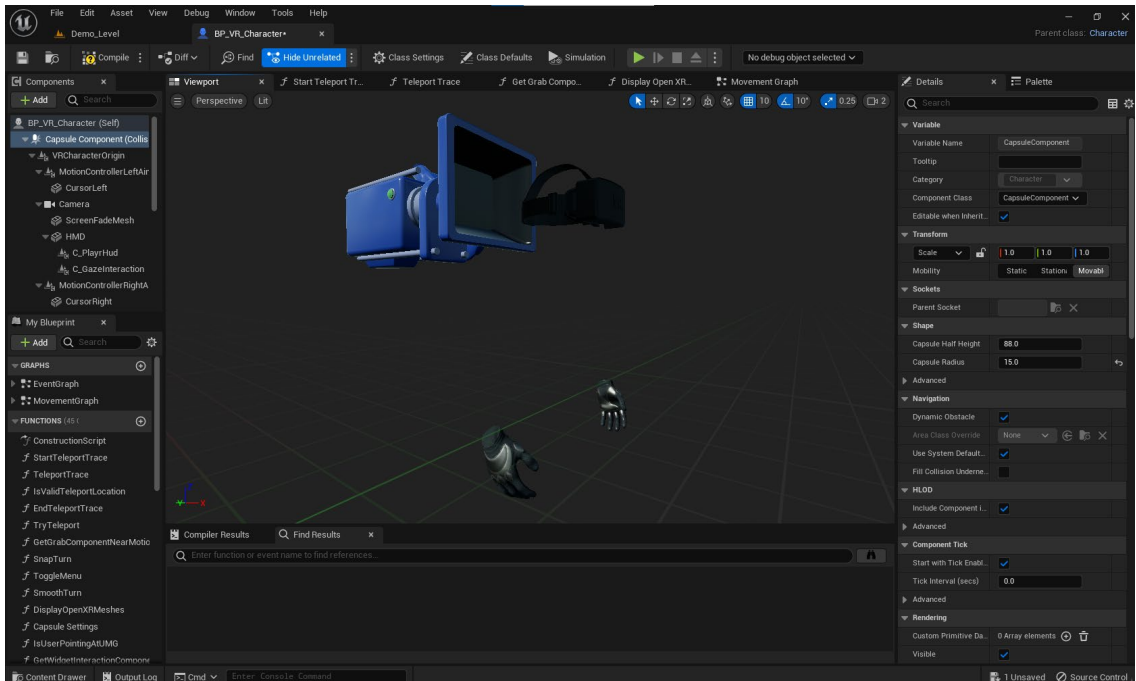 File Edit Asset View Debug Window Tools Help
Demo_Level
BP_VR_Character•
Parent class: Character
Compile
Diff
Find
Hide Unrelated
Class Settings
Class Defaults
Simulation
No debug object selected
Components
+ Add
Search
BP_VR_Character (Self)
Capsule Component (Collis
VRCharacterOrigin
MotionControllerLeftAir
CursorLeft
Camera
ScreenFadeMesh
HMD
C_PlayrHud
C_GazeInteraction
MotionControllerRightA
CursorRight
My Blueprint
+ Add
Search
GRAPHS
EventGraph
MovementGraph
FUNCTIONS (45 (
ConstructionScript
StartTeleportTrace
TeleportTrace
IsValidTeleportLocation
EndTeleportTrace
TryTeleport
GetGrabComponentNearMotio
SnapTurn
ToggleMenu
SmoothTurn
DisplayOpenXRMeshes
Capsule Settings
IsUserPointingAtUMG
GetWidgetInteractionCompone
Viewport
Start Teleport Tr...
Teleport Trace
Get Grab Compo...
Display Open XR...
Movement Graph
Perspective
Lit
10
10°
0.25
2
X
Compiler Results
Find Results
Enter function or event name to find references...
Details
Palette
Search
Variable
Variable Name CapsuleComponent
Tooltip
Category Character
Component Class CapsuleComponent
Editable when Inherit...
Transform
Scale 1.0 1.0 1.0
Mobility Static Station Movabl
Sockets
Parent Socket
Shape
Capsule Half Height 88.0
Capsule Radius 15.0
Advanced
Navigation
Dynamic Obstacle
Area Class Override None
Use System Default...
Fill Collision Underne...
HLOD
Include Component i...
Advanced
Component Tick
Start with Tick Enabl...
Tick Interval (secs) 0.0
Advanced
Rendering
Custom Primitive Da... 0 Array elements
Visible
Content Drawer
Output Log
Cmd
Enter Console Command
1 Unsaved
Source Control